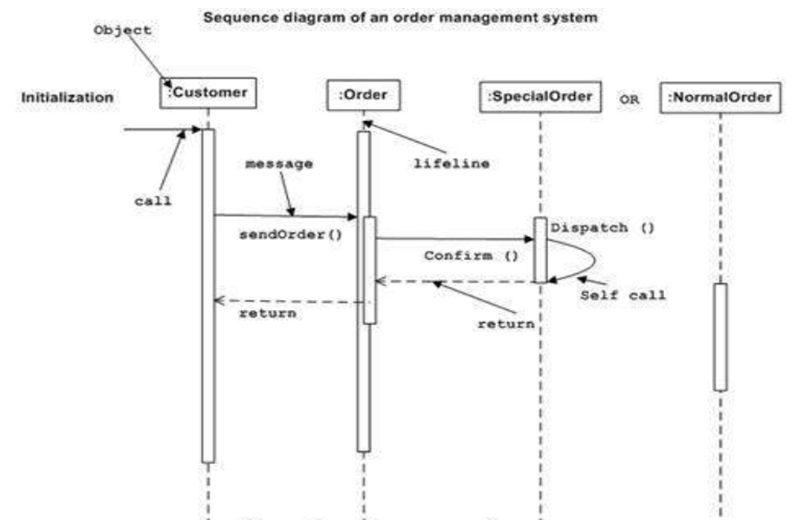 Sequence diagram of an order management system
Object
Initialization
:Customer
:Order
:SpecialOrder
OR
:NormalOrder
message
lifeline
call
sendOrder()
Dispatch ()
Confirm ()
Self call
return
return